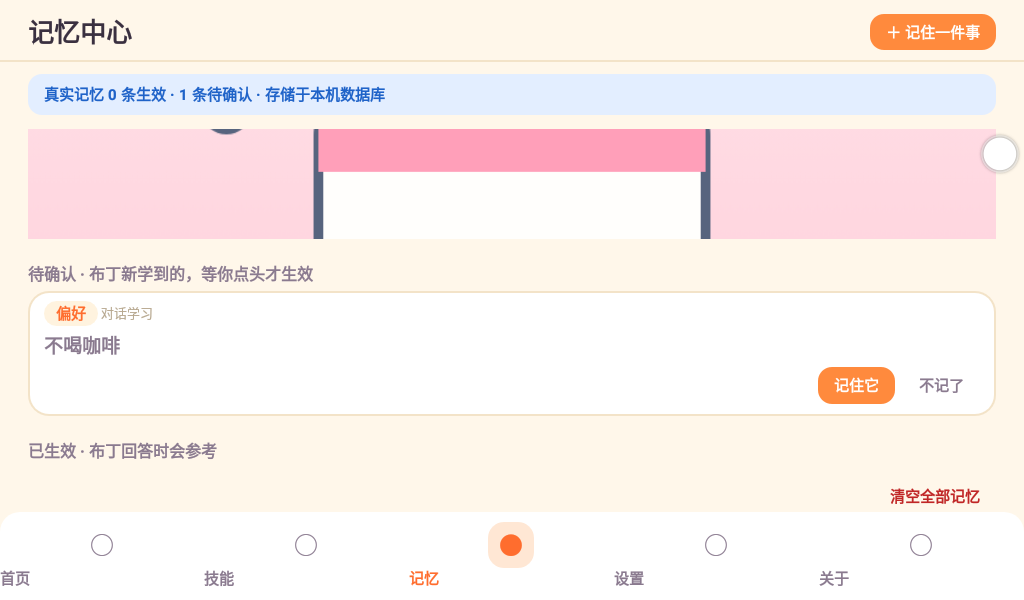 记忆中心
＋ 记住一件事
真实记忆 0 条生效 · 1 条待确认 · 存储于本机数据库
待确认 · 布丁新学到的，等你点头才生效
偏好 对话学习
不喝咖啡
记住它 不记了
已生效 · 布丁回答时会参考
清空全部记忆
首页 技能 记忆 设置 关于